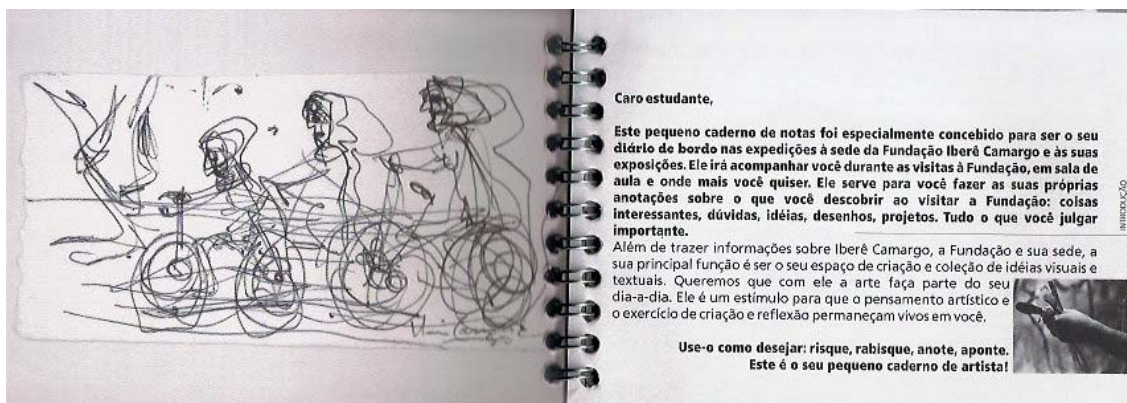 Caro estudante,
Este pequeno caderno de notas foi especialmente concebido para ser o seu
diário de bordo nas expedições à sede da Fundação Iberê Camargo e às suas
exposições. Ele irá acompanhar você durante as visitas à Fundação, em sala de
aula e onde mais você quiser. Ele serve para você fazer as suas próprias
anotações sobre o que você descobrir ao visitar a Fundação: coisas
interessantes, dúvidas, idéias, desenhos, projetos. Tudo o que você julgar
importante.
Além de trazer informações sobre Iberê Camargo, a Fundação e sua sede, a
sua principal função é ser o seu espaço de criação e coleção de idéias visuais e
textuais. Queremos que com ele a arte faça parte do seu
dia-a-dia. Ele é um estímulo para que o pensamento artístico e
o exercício de criação e reflexão permaneçam vivos em você.
Use-o como desejar: risque, rabisque, anote, aponte.
Este é o seu pequeno caderno de artista!
INTRODUÇÃO